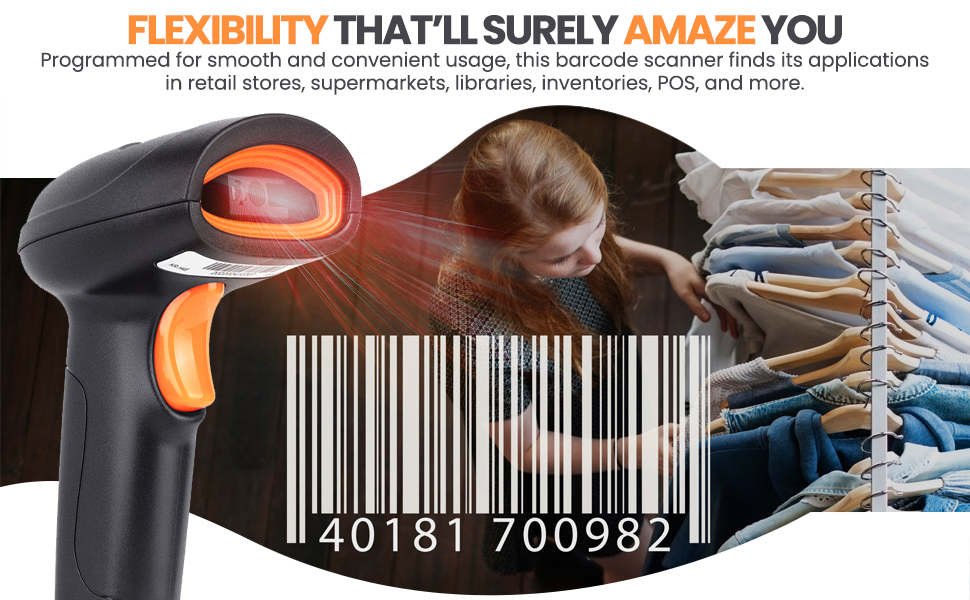 FLEXIBILITY THAT'LL SURELY AMAZE YOU
Programmed for smooth and convenient usage, this barcode scanner finds its applications
in retail stores, supermarkets, libraries, inventories, POS, and more.
40181 700982